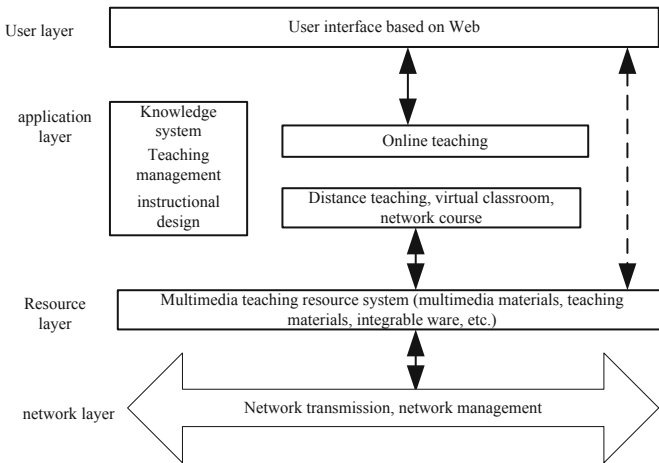 User layer
User interface based on Web
application
layer
Knowledge
system
Teaching
management
instructional
design
Online teaching
Distance teaching, virtual classroom,
network course
Resource
layer
Multimedia teaching resource system (multimedia materials, teaching
materials, integrable ware, etc.)
network layer
Network transmission, network management